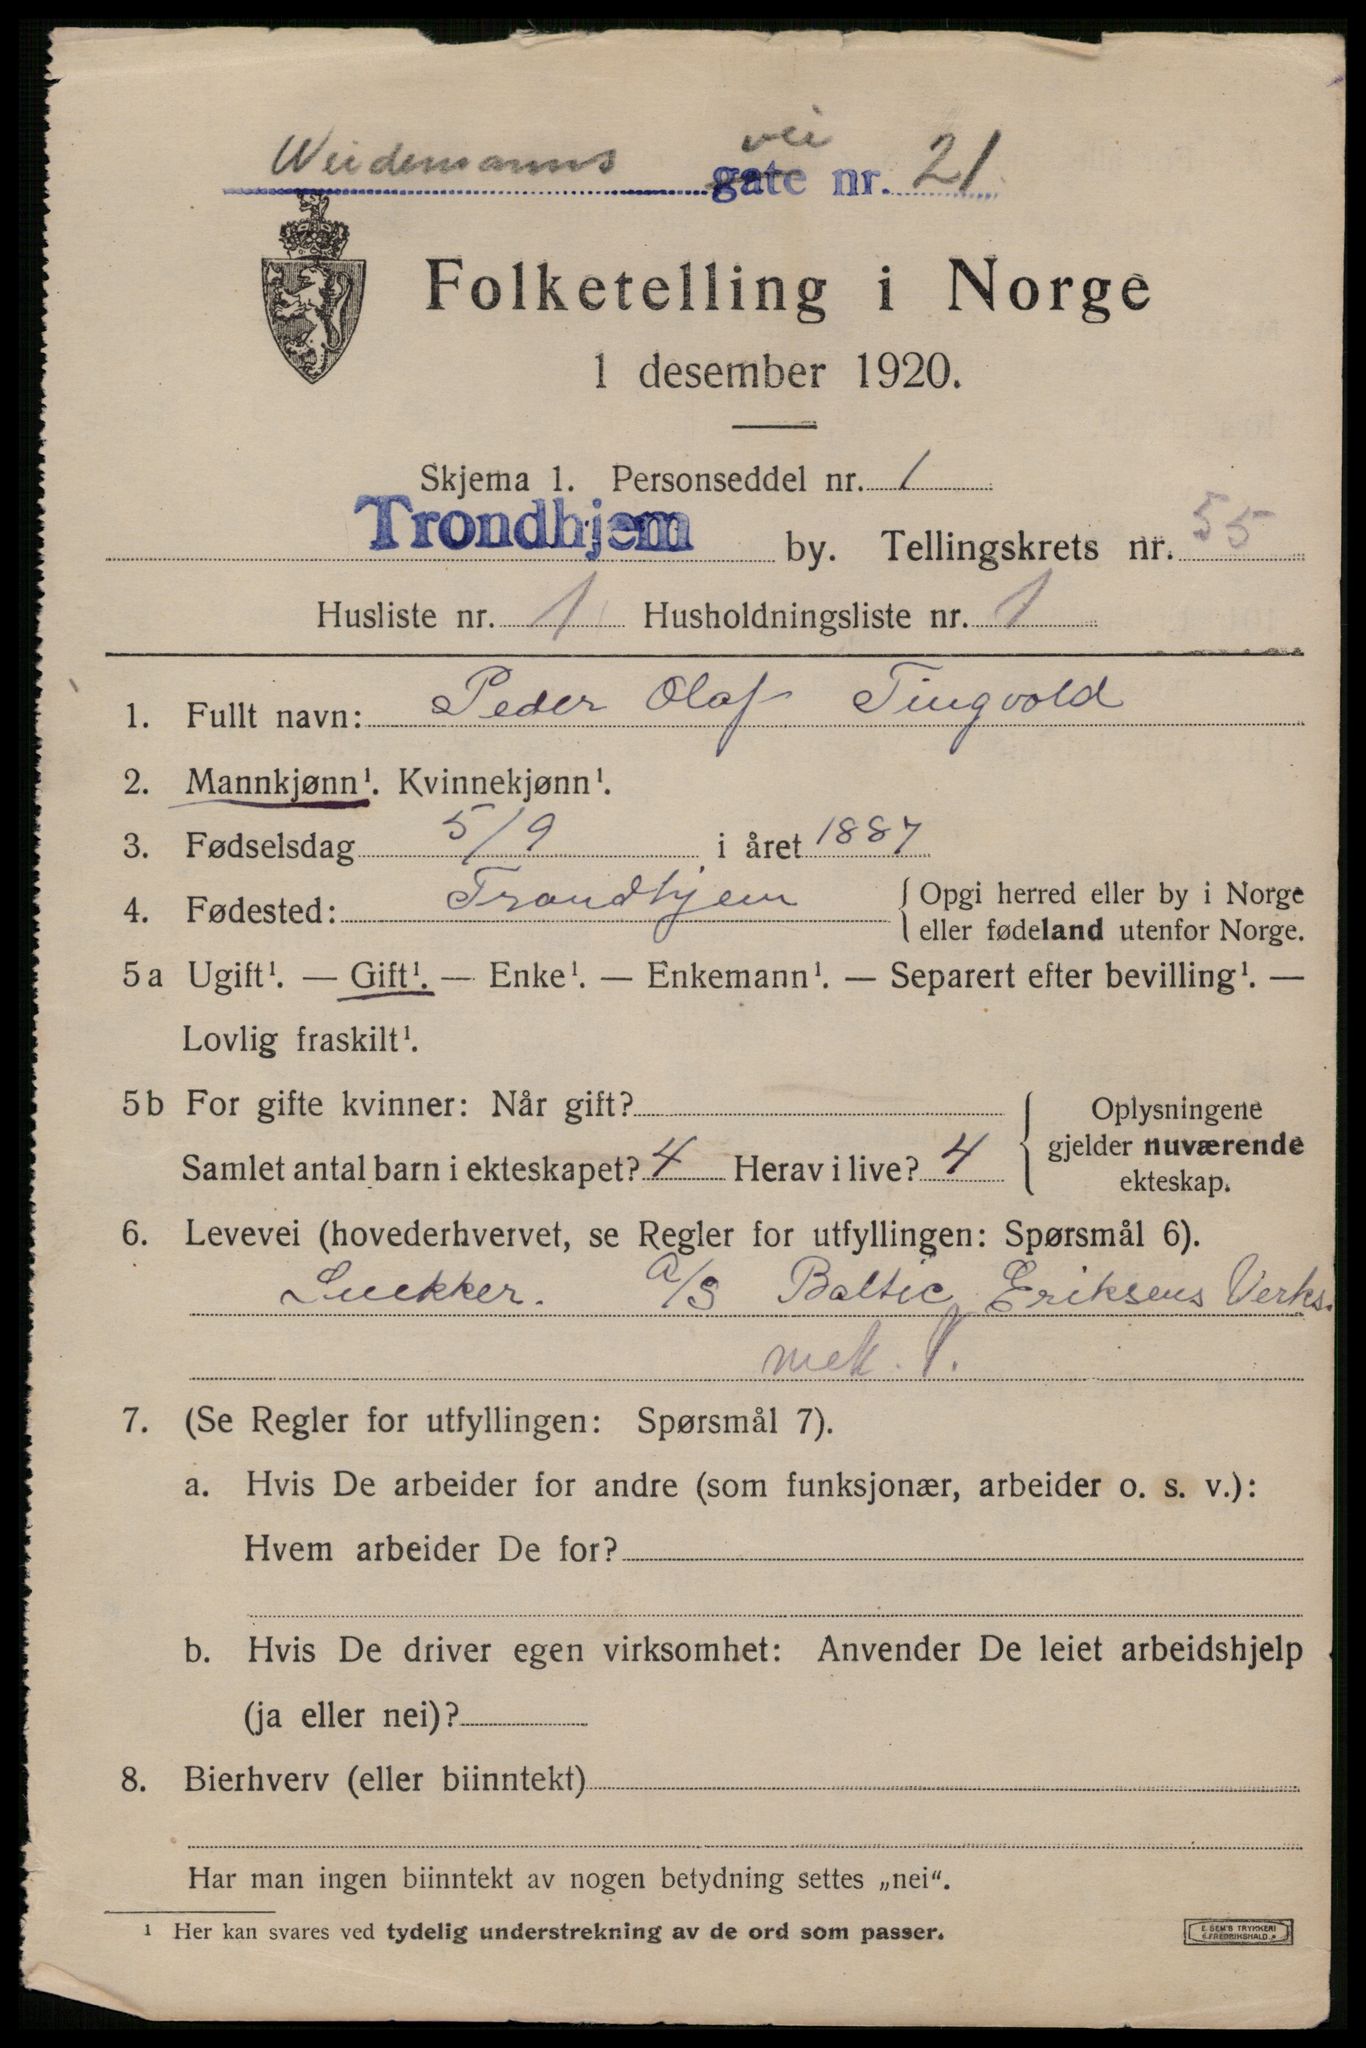 Weidemanns vei gate nr. 21
Folketelling i Norge
1 desember 1920.
Skjema 1. Personseddel nr. 1
Trondhjem by. Tellingskrets nr. 55
Husliste nr. 1 Husholdningsliste nr. 1
1. Fullt navn: Peder Olaf Tingvold
2. Mannkjønn¹. Kvinnekjønn¹.
3. Fødselsdag 5/9 i året 1887
4. Fødested: Trondhjem { Opgi herred eller by i Norge
eller fødeland utenfor Norge.
5 a Ugift¹. — Gift¹. — Enke¹. — Enkemann¹. — Separert efter bevilling¹. —
Lovlig fraskilt¹.
5 b For gifte kvinner: Når gift?
Samlet antal barn i ekteskapet? 4 Herav i live? 4
Oplysningene
gjelder nuværende
ekteskap.
6. Levevei (hovederhvervet, se Regler for utfyllingen: Spørsmål 6).
Snekker. A/S Baltic Eriksens Verks.
mek. V.
7. (Se Regler for utfyllingen: Spørsmål 7).
a. Hvis De arbeider for andre (som funksjonær, arbeider o. s. v.):
Hvem arbeider De for?
b. Hvis De driver egen virksomhet: Anvender De leiet arbeidshjelp
(ja eller nei)?
8. Bierhverv (eller biinntekt)
Har man ingen biinntekt av nogen betydning settes „nei".
¹ Her kan svares ved tydelig understrekning av de ord som passer.
E. SEM'S TRYKKERI
FREDRIKSHALD